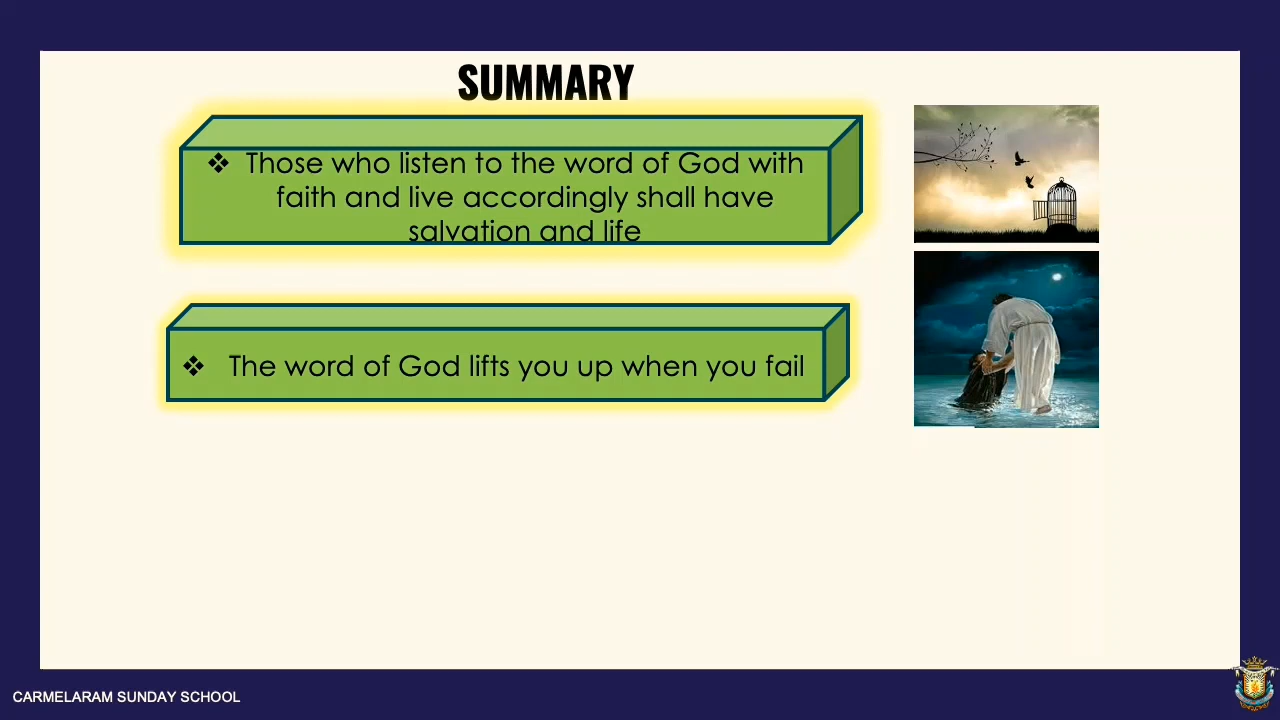 SUMMARY
❖ Those who listen to the word of God with
faith and live accordingly shall have
salvation and life
❖ The word of God lifts you up when you fail
CARMELARAM SUNDAY SCHOOL